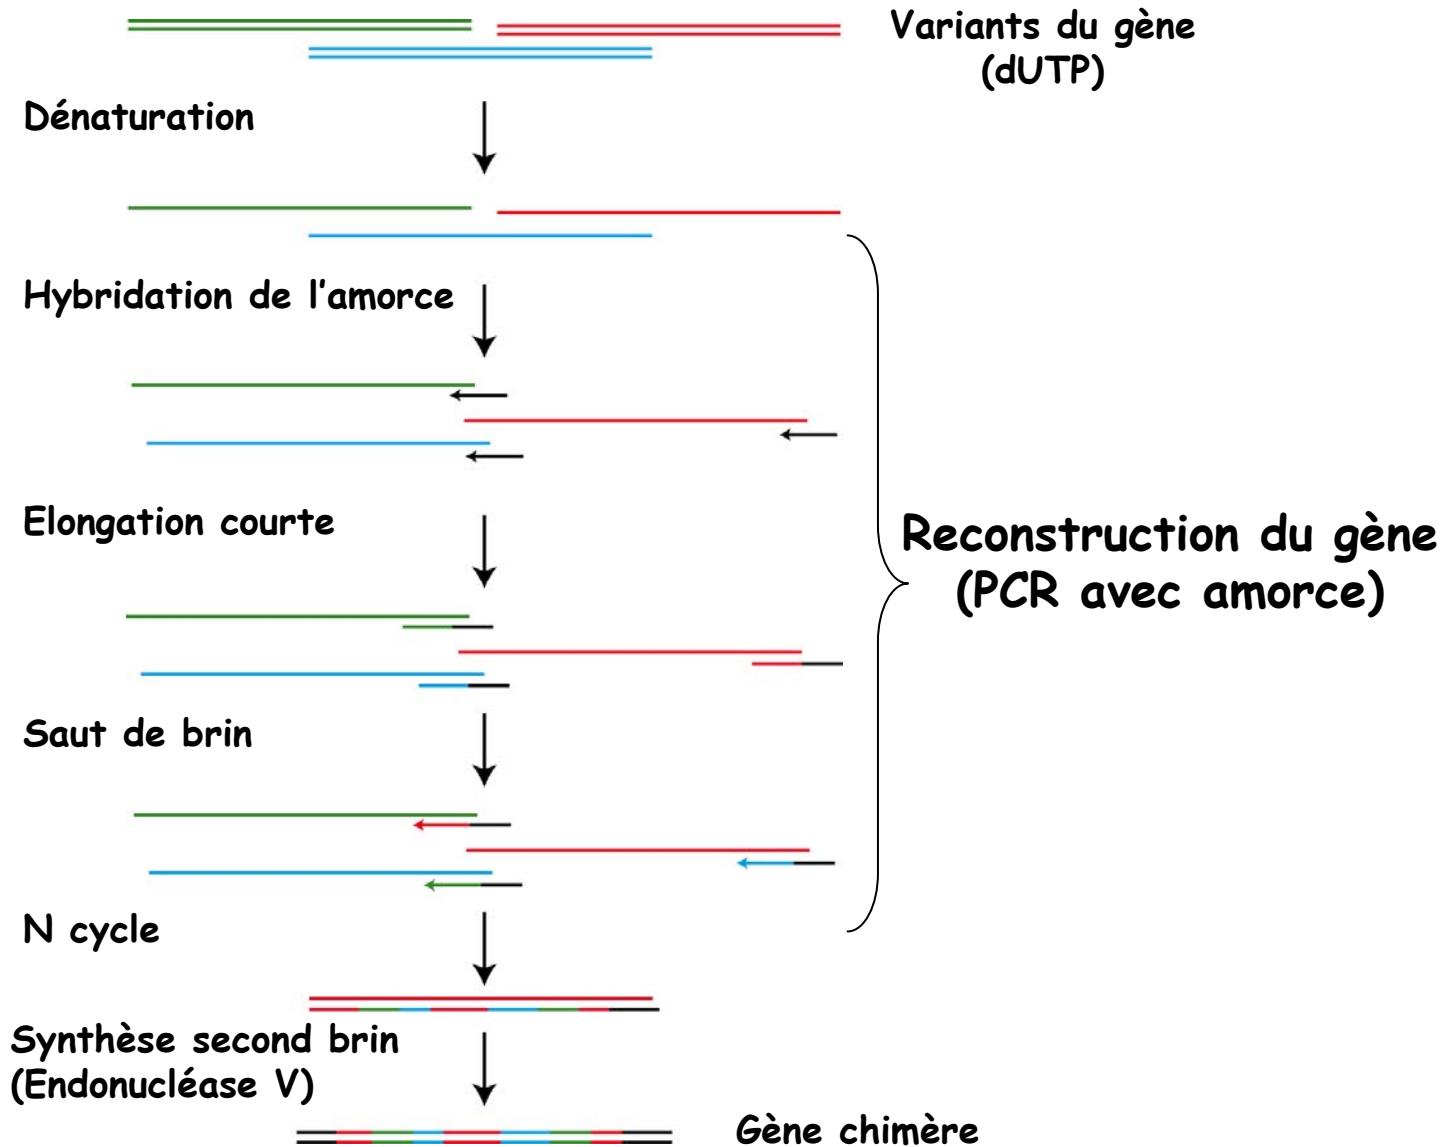 Variants du gène
(dUTP)
Dénaturation
Hybridation de l'amorce
Elongation courte
Reconstruction du gène
(PCR avec amorce)
Saut de brin
N cycle
Synthèse second brin
(Endonucléase V)
Gène chimère